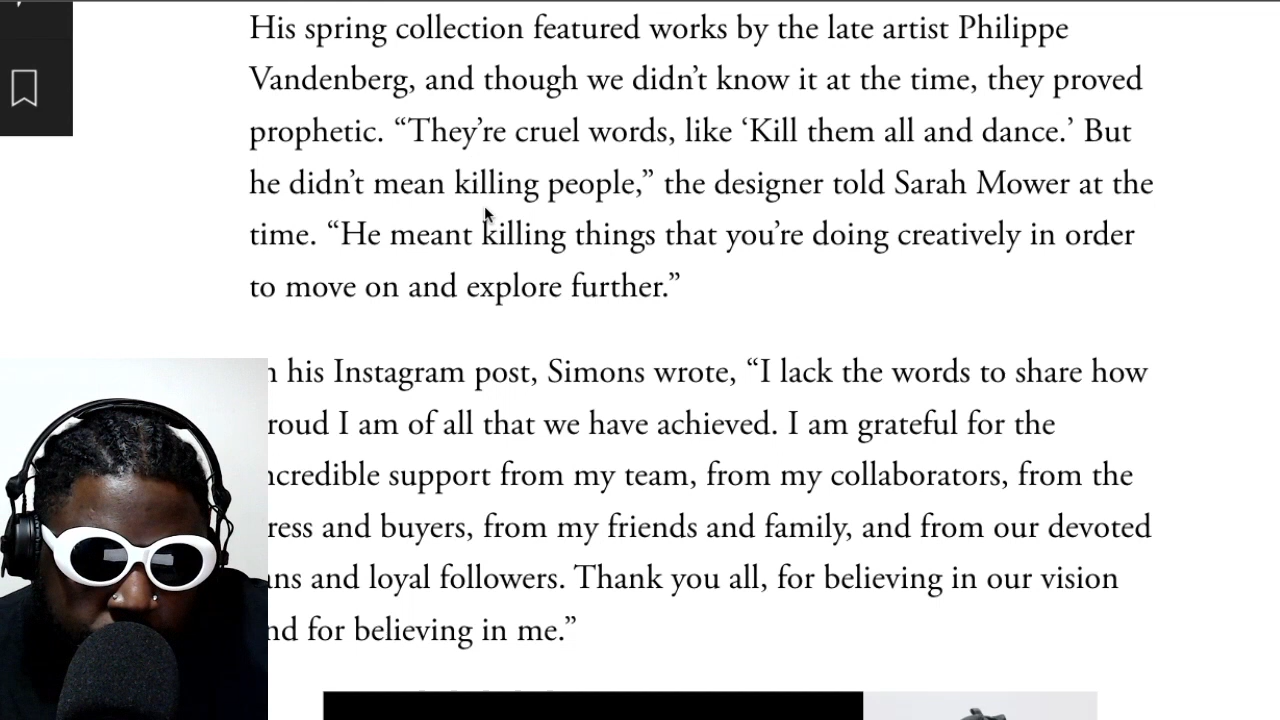 His spring collection featured works by the late artist Philippe
Vandenberg, and though we didn’t know it at the time, they proved
prophetic. “They’re cruel words, like ‘Kill them all and dance.’ But
he didn’t mean killing people,” the designer told Sarah Mower at the
time. “He meant killing things that you’re doing creatively in order
to move on and explore further.”
his Instagram post, Simons wrote, “I lack the words to share how
roud I am of all that we have achieved. I am grateful for the
ncredible support from my team, from my collaborators, from the
ress and buyers, from my friends and family, and from our devoted
ns and loyal followers. Thank you all, for believing in our vision
nd for believing in me.”